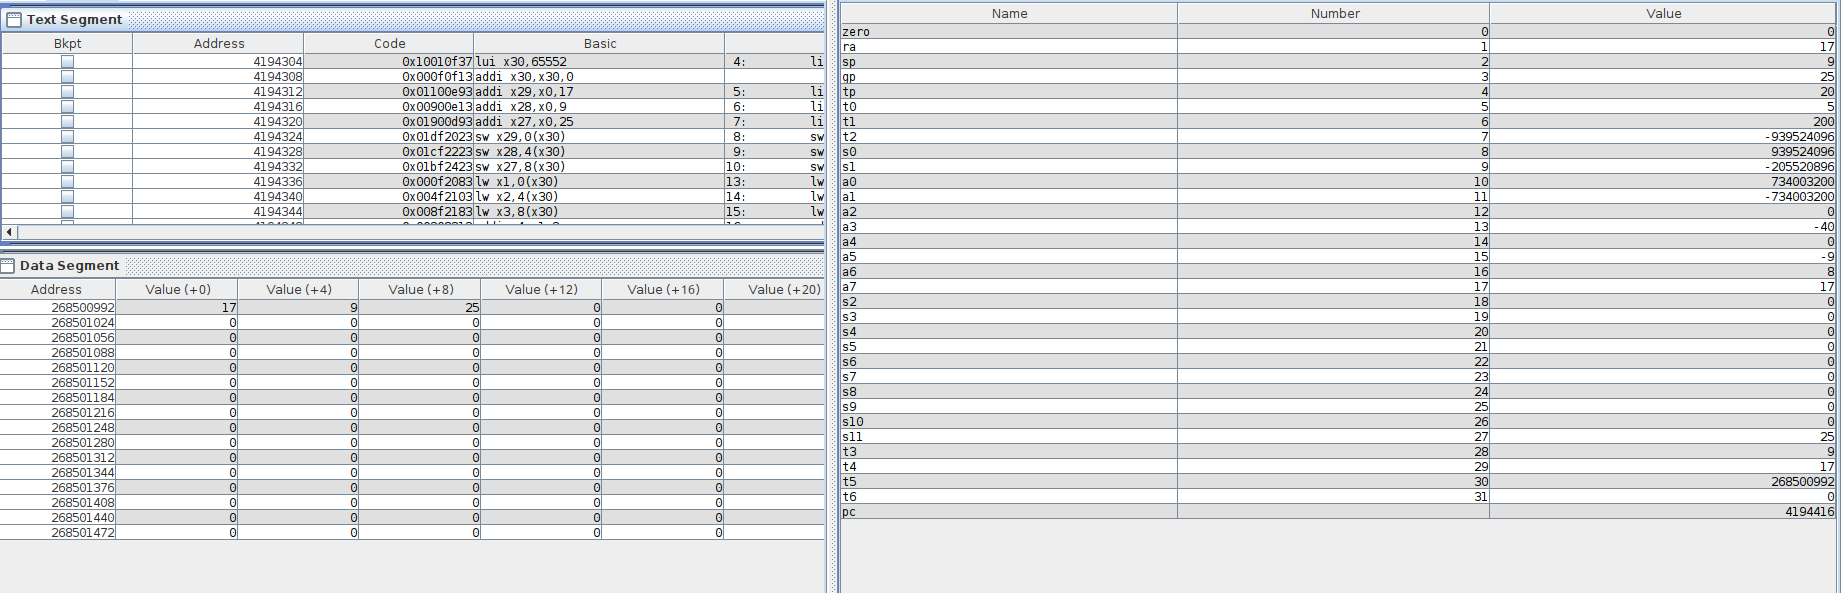 Text Segment
Bkpt Address Code Basic
4194304 0x10010f37 lui x30,65552 4: li
4194308 0x000f0f13 addi x30,x30,0
4194312 0x01100e93 addi x29,x0,17 5: li
4194316 0x00900e13 addi x28,x0,9 6: li
4194320 0x01900d93 addi x27,x0,25 7: li
4194324 0x01df2023 sw x29,0(x30) 8: sw
4194328 0x01cf2223 sw x28,4(x30) 9: sw
4194332 0x01bf2423 sw x27,8(x30) 10: sw
4194336 0x000f2083 lw x1,0(x30) 13: lw
4194340 0x004f2103 lw x2,4(x30) 14: lw
4194344 0x008f2183 lw x3,8(x30) 15: lw
Data Segment
Address Value (+0) Value (+4) Value (+8) Value (+12) Value (+16) Value (+20)
268500992 17 9 25 0 0
268501024 0 0 0 0 0
268501056 0 0 0 0 0
268501088 0 0 0 0 0
268501120 0 0 0 0 0
268501152 0 0 0 0 0
268501184 0 0 0 0 0
268501216 0 0 0 0 0
268501248 0 0 0 0 0
268501280 0 0 0 0 0
268501312 0 0 0 0 0
268501344 0 0 0 0 0
268501376 0 0 0 0 0
268501408 0 0 0 0 0
268501440 0 0 0 0 0
268501472 0 0 0 0 0
Name Number Value
zero 0 0
ra 1 17
sp 2 9
gp 3 25
tp 4 20
t0 5 5
t1 6 200
t2 7 -939524096
s0 8 939524096
s1 9 -205520896
a0 10 734003200
a1 11 -734003200
a2 12 0
a3 13 -40
a4 14 0
a5 15 -9
a6 16 8
a7 17 17
s2 18 0
s3 19 0
s4 20 0
s5 21 0
s6 22 0
s7 23 0
s8 24 0
s9 25 0
s10 26 0
s11 27 25
t3 28 9
t4 29 17
t5 30 268500992
t6 31 0
pc 4194416